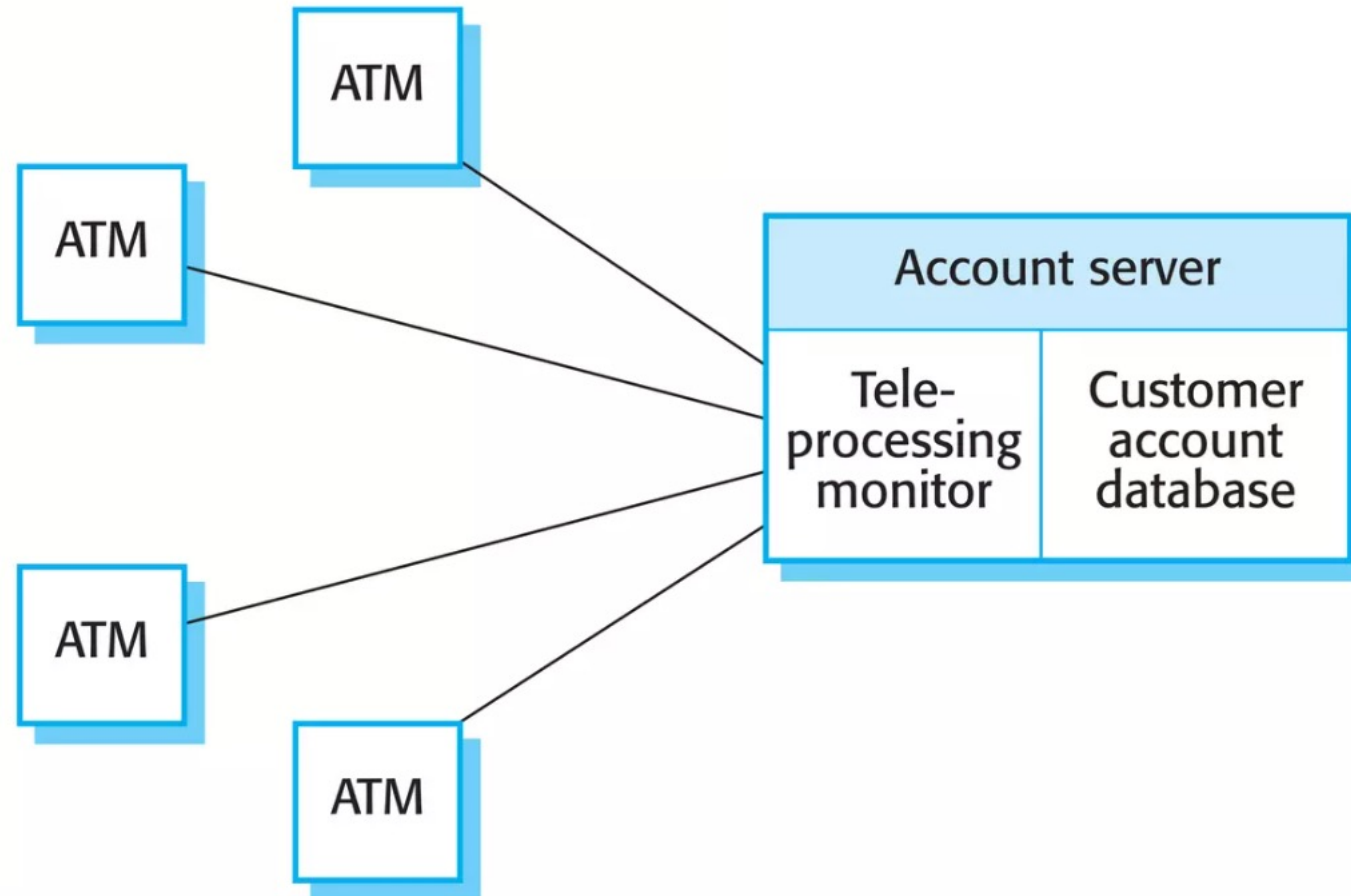 ATM
ATM
Account server
Tele-
processing
monitor
Customer
account
database
ATM
ATM